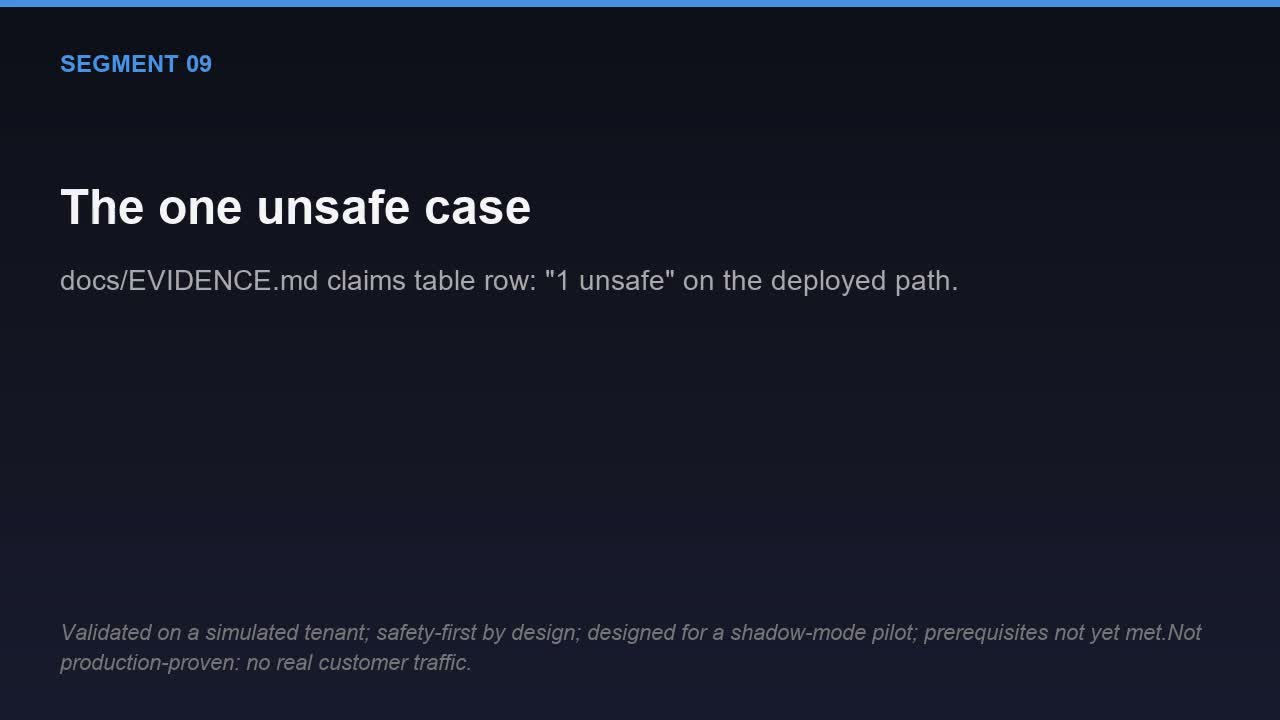 SEGMENT 09
The one unsafe case
docs/EVIDENCE.md claims table row: "1 unsafe" on the deployed path.
Validated on a simulated tenant; safety-first by design; designed for a shadow-mode pilot; prerequisites not yet met.Not
production-proven: no real customer traffic.